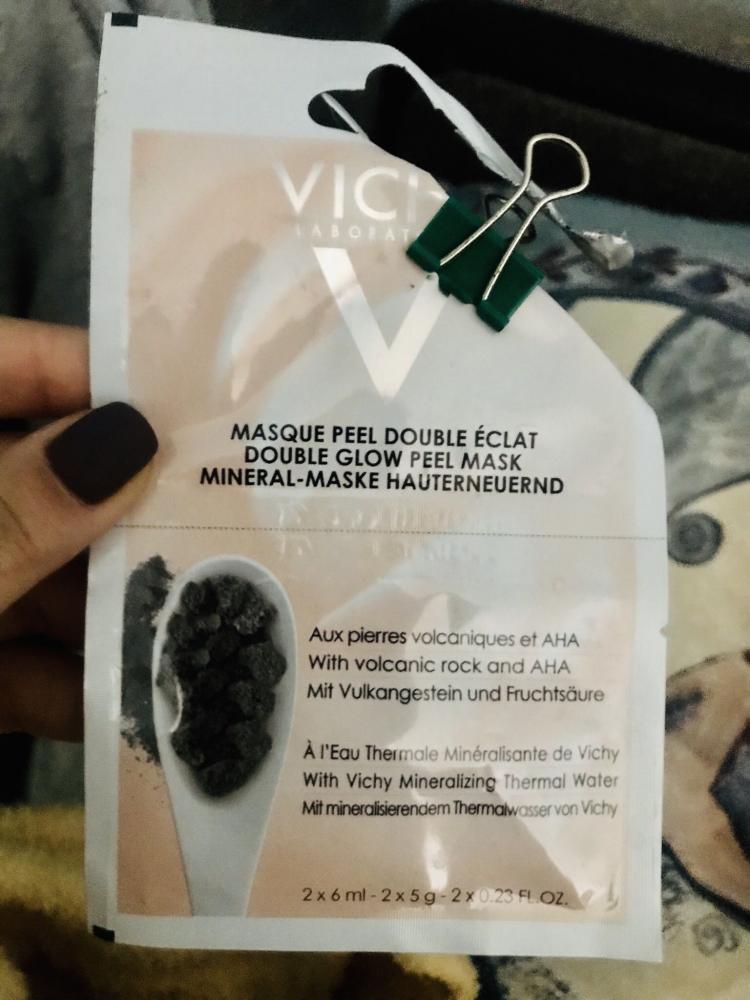 VICH
LABORAT
V
MASQUE PEEL DOUBLE ÉCLAT
DOUBLE GLOW PEEL MASK
MINERAL-MASKE HAUTERNEUERND
Aux pierres volcaniques et AHA
With volcanic rock and AHA
Mit Vulkangestein und Fruchtsäure
À l'Eau Thermale Minéralisante de Vichy
With Vichy Mineralizing Thermal Water
Mit mineralisierendem Thermalwasser von Vichy
2 x 6 ml - 2 x 5 g - 2 x 0.23 FL.OZ.